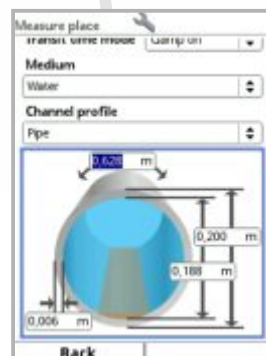 Measure place
Transit time mode
Clamp on
Medium
Water
Channel profile
Pipe
0,628 m
0,200 m
0,188 m
0,006 m
Back